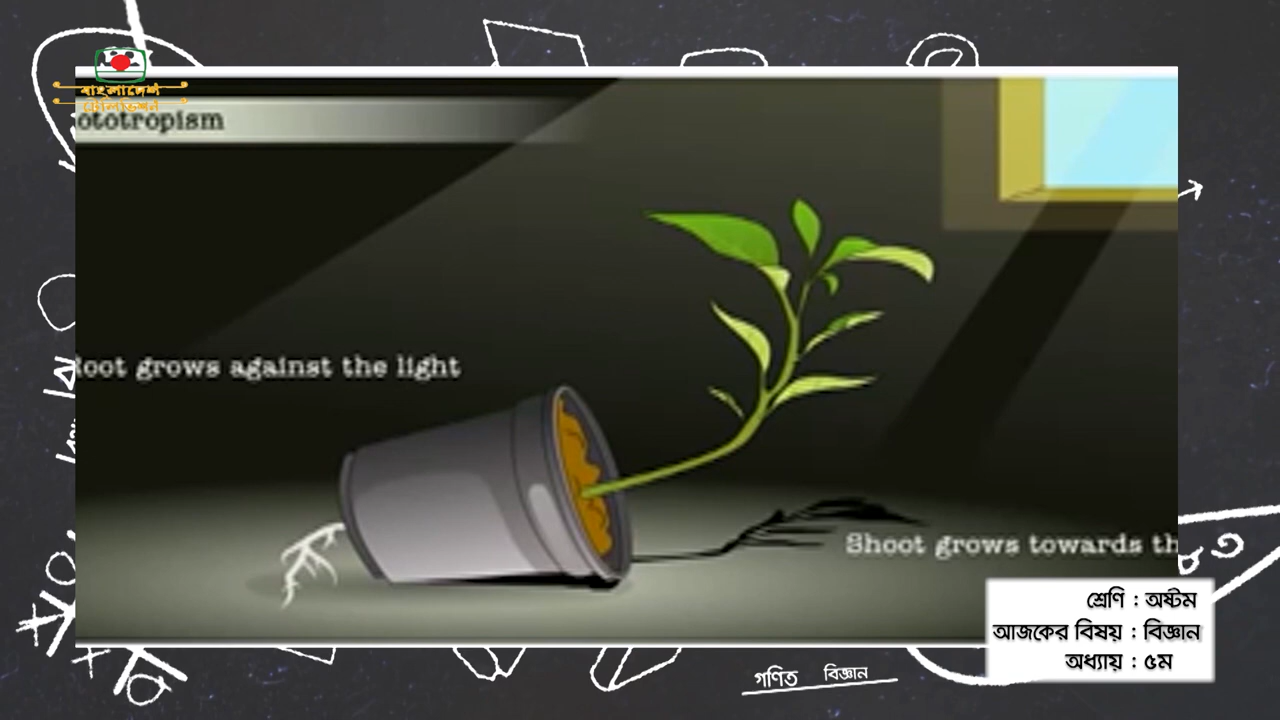 বাংলাদেশ
টেলিভিশন
ototropism
Root grows against the light
Shoot grows towards th
শ্রেণি : অষ্টম
আজকের বিষয় : বিজ্ঞান
অধ্যায় : ৫ম
গণিত বিজ্ঞান